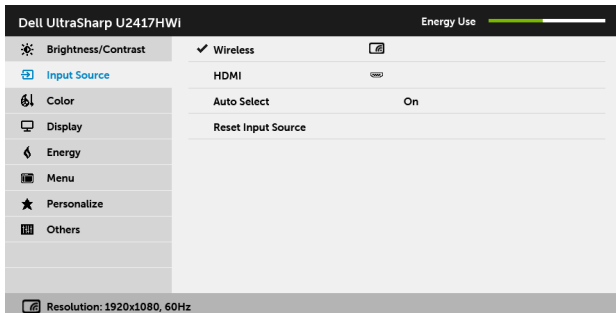 Dell UltraSharp U2417HWi
Energy Use
Brightness/Contrast
Wireless
Input Source
HDMI
Color
Auto Select On
Display
Reset Input Source
Energy
Menu
Personalize
Others
Resolution: 1920x1080, 60Hz